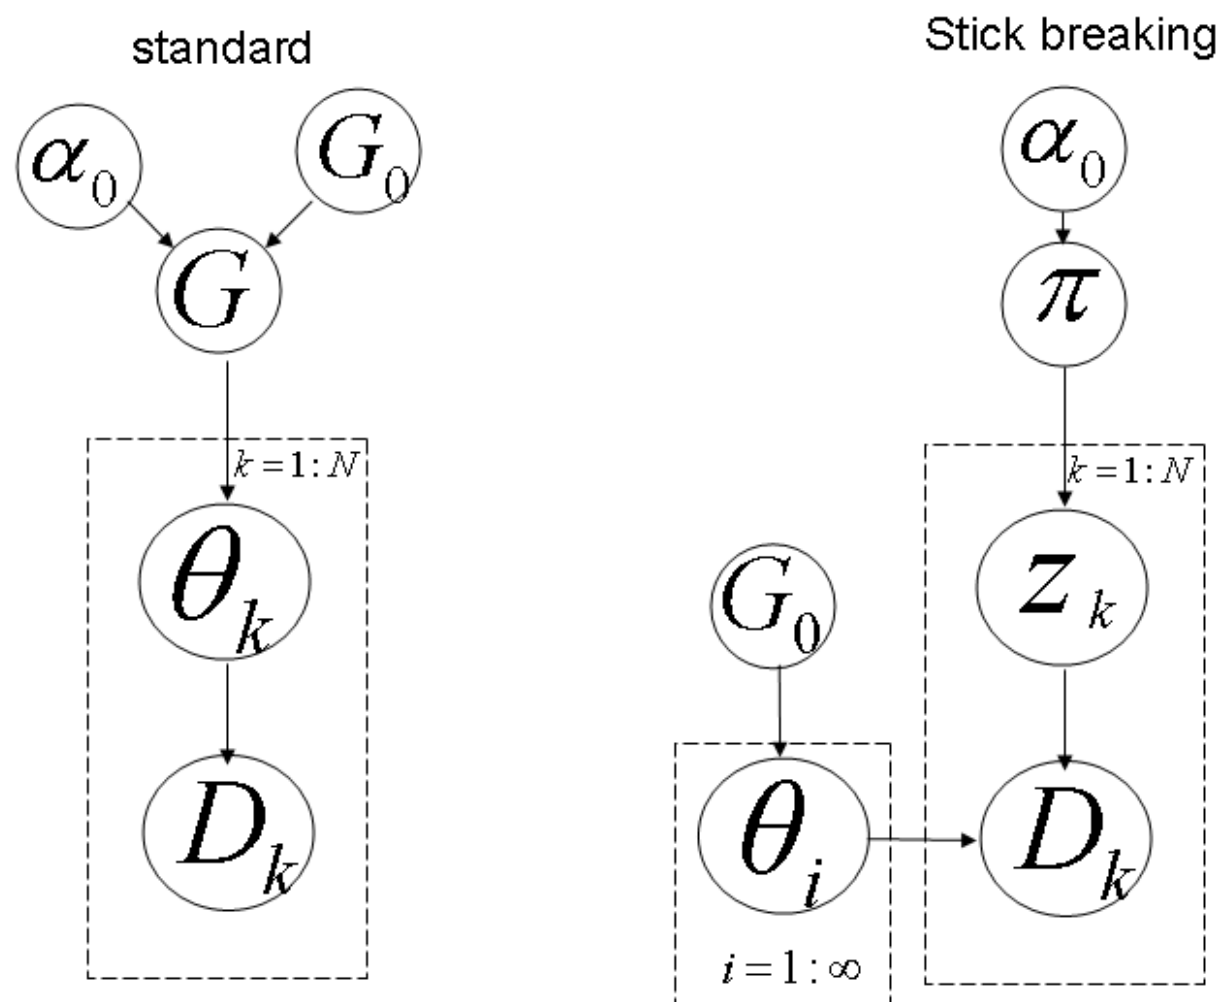 standard
α₀
G₀
G
k = 1 : N
θₖ
Dₖ
Stick breaking
α₀
π
k = 1 : N
zₖ
G₀
θᵢ
Dₖ
i = 1 : ∞